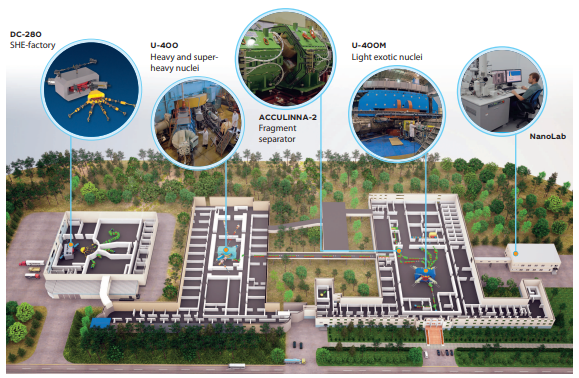 DC-280
SHE-factory
U-400
Heavy and super-
heavy nuclei
ACCULINNA-2
Fragment
separator
U-400M
Light exotic nuclei
NanoLab